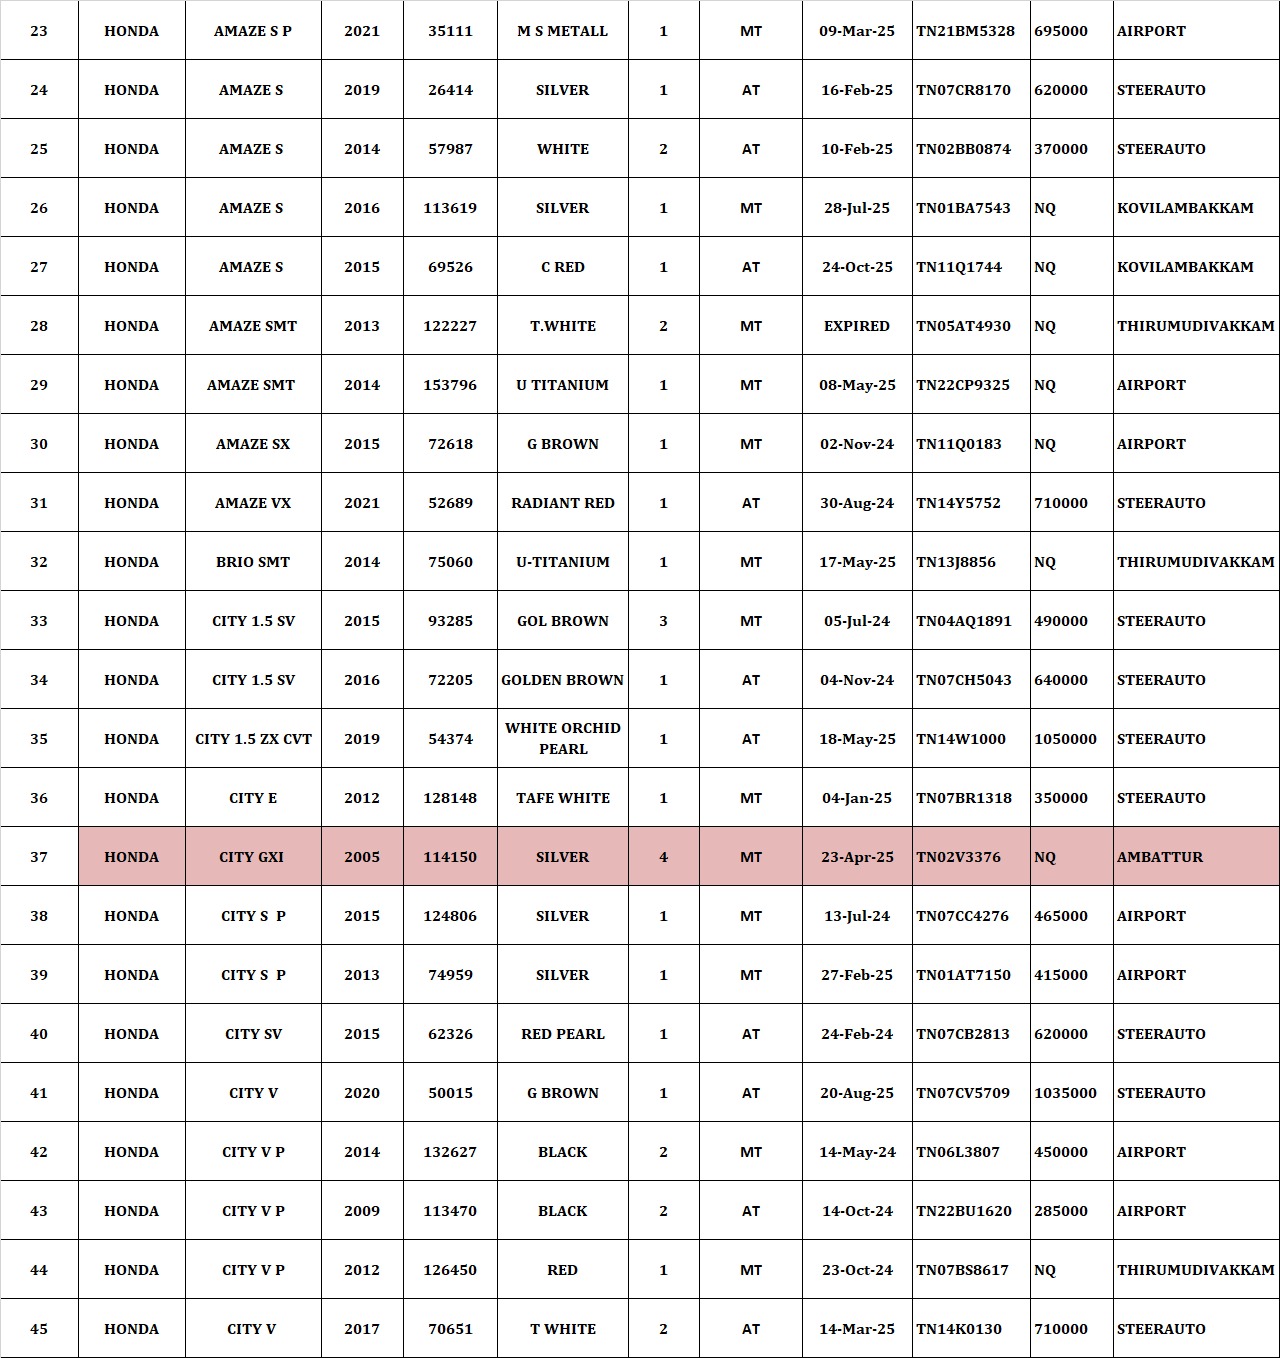 23 HONDA AMAZE S P 2021 35111 M S METALL 1 MT 09-Mar-25 TN21BM5328 695000 AIRPORT
24 HONDA AMAZE S 2019 26414 SILVER 1 AT 16-Feb-25 TN07CR8170 620000 STEERAUTO
25 HONDA AMAZE S 2014 57987 WHITE 2 AT 10-Feb-25 TN02BB0874 370000 STEERAUTO
26 HONDA AMAZE S 2016 113619 SILVER 1 MT 28-Jul-25 TN01BA7543 NQ KOVILAMBAKKAM
27 HONDA AMAZE S 2015 69526 C RED 1 AT 24-Oct-25 TN11Q1744 NQ KOVILAMBAKKAM
28 HONDA AMAZE SMT 2013 122227 T.WHITE 2 MT EXPIRED TN05AT4930 NQ THIRUMUDIVAKKAM
29 HONDA AMAZE SMT 2014 153796 U TITANIUM 1 MT 08-May-25 TN22CP9325 NQ AIRPORT
30 HONDA AMAZE SX 2015 72618 G BROWN 1 MT 02-Nov-24 TN11Q0183 NQ AIRPORT
31 HONDA AMAZE VX 2021 52689 RADIANT RED 1 AT 30-Aug-24 TN14Y5752 710000 STEERAUTO
32 HONDA BRIO SMT 2014 75060 U-TITANIUM 1 MT 17-May-25 TN13J8856 NQ THIRUMUDIVAKKAM
33 HONDA CITY 1.5 SV 2015 93285 GOL BROWN 3 MT 05-Jul-24 TN04AQ1891 490000 STEERAUTO
34 HONDA CITY 1.5 SV 2016 72205 GOLDEN BROWN 1 AT 04-Nov-24 TN07CH5043 640000 STEERAUTO
35 HONDA CITY 1.5 ZX CVT 2019 54374 WHITE ORCHID PEARL 1 AT 18-May-25 TN14W1000 1050000 STEERAUTO
36 HONDA CITY E 2012 128148 TAFE WHITE 1 MT 04-Jan-25 TN07BR1318 350000 STEERAUTO
37 HONDA CITY GXI 2005 114150 SILVER 4 MT 23-Apr-25 TN02V3376 NQ AMBATTUR
38 HONDA CITY S P 2015 124806 SILVER 1 MT 13-Jul-24 TN07CC4276 465000 AIRPORT
39 HONDA CITY S P 2013 74959 SILVER 1 MT 27-Feb-25 TN01AT7150 415000 AIRPORT
40 HONDA CITY SV 2015 62326 RED PEARL 1 AT 24-Feb-24 TN07CB2813 620000 STEERAUTO
41 HONDA CITY V 2020 50015 G BROWN 1 AT 20-Aug-25 TN07CV5709 1035000 STEERAUTO
42 HONDA CITY V P 2014 132627 BLACK 2 MT 14-May-24 TN06L3807 450000 AIRPORT
43 HONDA CITY V P 2009 113470 BLACK 2 AT 14-Oct-24 TN22BU1620 285000 AIRPORT
44 HONDA CITY V P 2012 126450 RED 1 MT 23-Oct-24 TN07BS8617 NQ THIRUMUDIVAKKAM
45 HONDA CITY V 2017 70651 T WHITE 2 AT 14-Mar-25 TN14K0130 710000 STEERAUTO